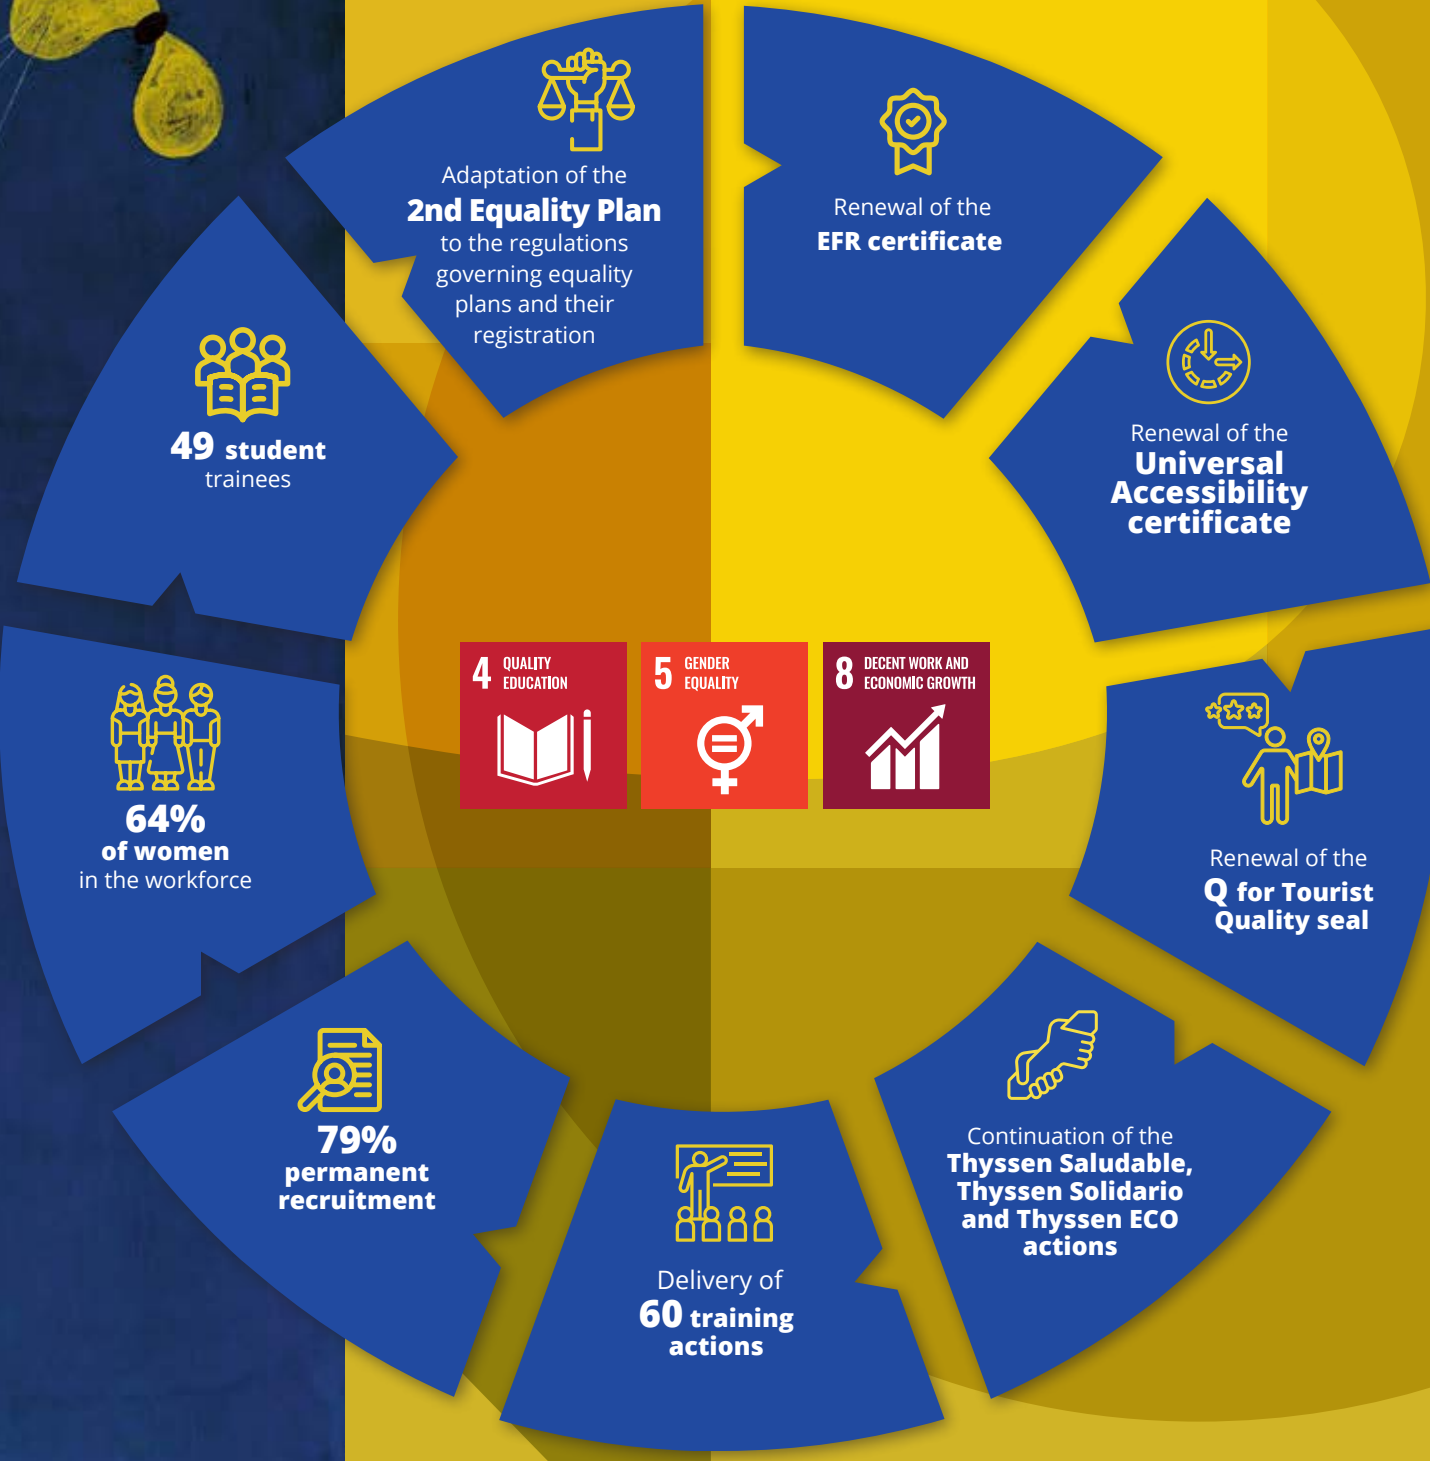 Adaptation of the
2nd Equality Plan
to the regulations
governing equality
plans and their
registration
Renewal of the
EFR certificate
Renewal of the
Universal
Accessibility
certificate
Renewal of the
Q for Tourist
Quality seal
Continuation of the
Thyssen Saludable,
Thyssen Solidario
and Thyssen ECO
actions
Delivery of
60 training
actions
79%
permanent
recruitment
64%
of women
in the workforce
49 student
trainees
4 QUALITY
EDUCATION
5 GENDER
EQUALITY
8 DECENT WORK AND
ECONOMIC GROWTH